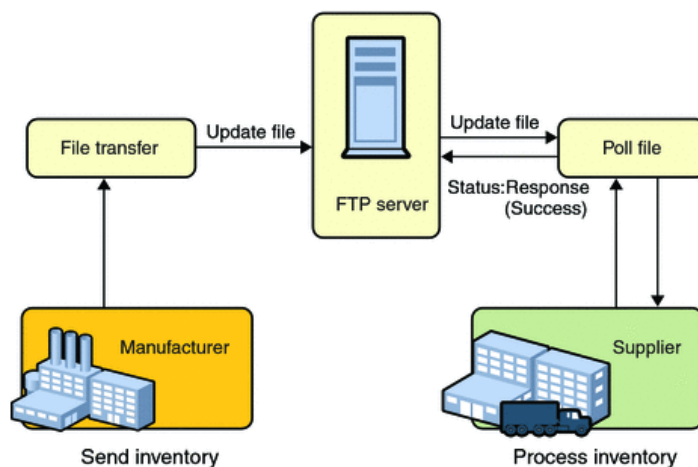 Update file
File transfer
FTP server
Update file
Status:Response
(Success)
Poll file
Manufacturer
Supplier
Send inventory
Process inventory